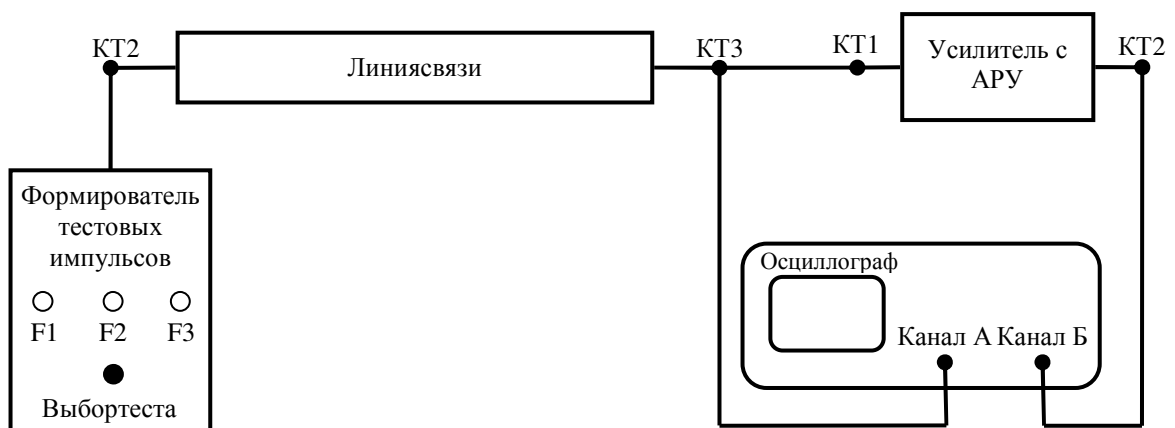 КТ2
Линиясвязи
КТ3
КТ1
Усилитель с
АРУ
КТ2
Формирователь
тестовых
импульсов
F1 F2 F3
Выбортеста
Осциллограф
Канал А Канал Б